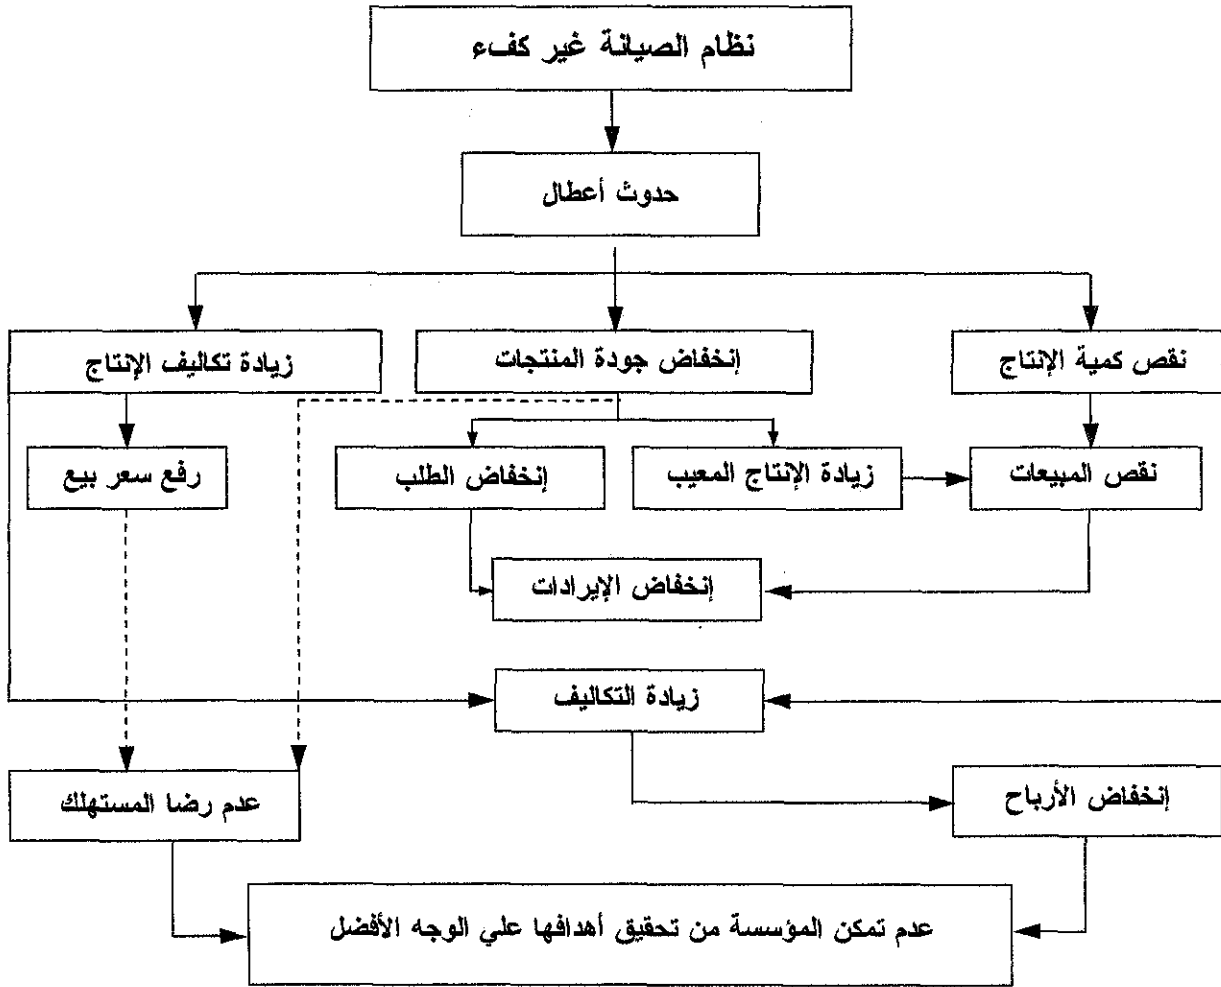 نظام الصيانة غير كفء
حدوث أعطال
نقص كمية الإنتاج
إنخفاض جودة المنتجات
زيادة تكاليف الإنتاج
نقص المبيعات
زيادة الإنتاج المعيب
إنخفاض الطلب
رفع سعر بيع
إنخفاض الإيرادات
زيادة التكاليف
إنخفاض الأرباح
عدم رضا المستهلك
عدم تمكن المؤسسة من تحقيق أهدافها علي الوجه الأفضل